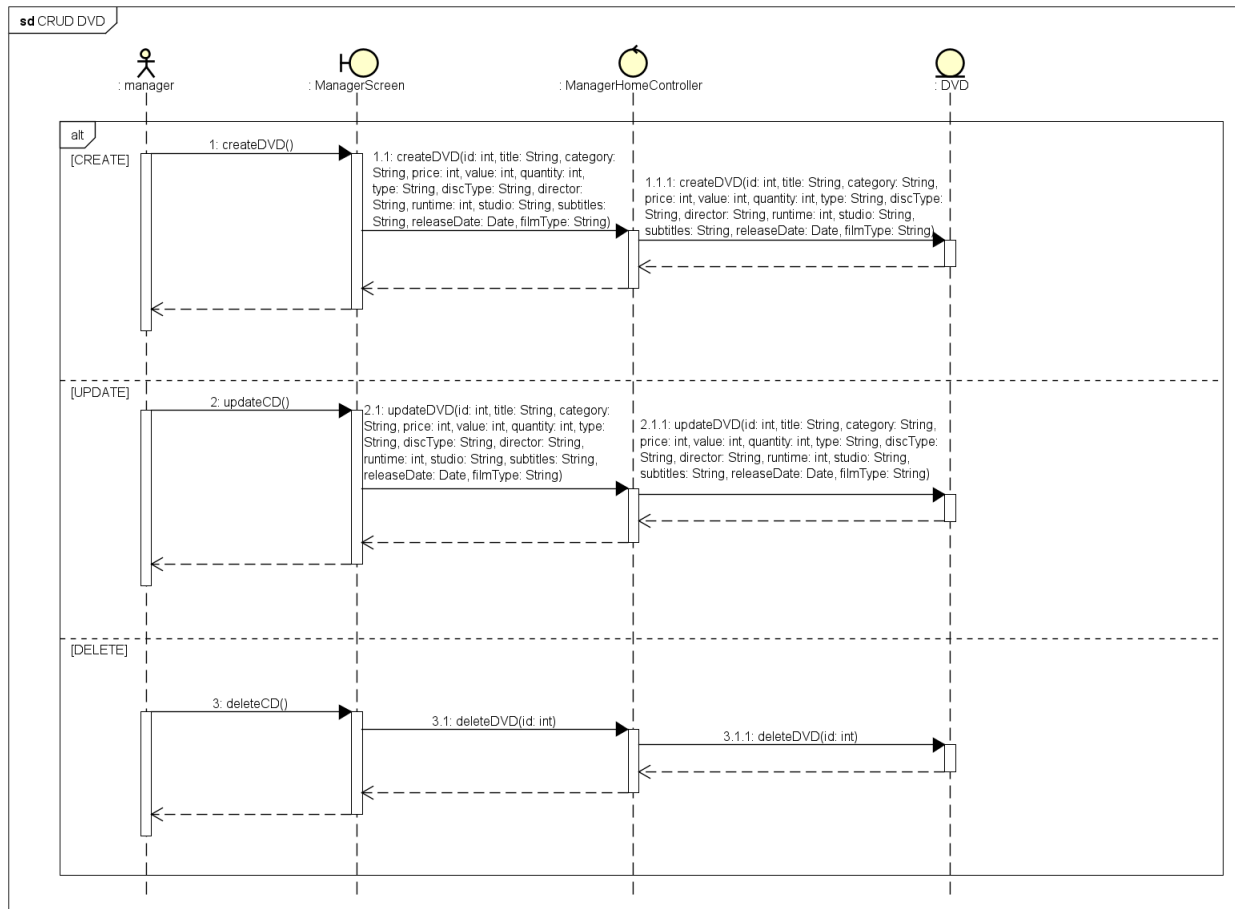 sd CRUD DVD
: manager
: ManagerScreen
: ManagerHomeController
: DVD
alt
[CREATE]
1: createDVD()
1.1: createDVD(id: int, title: String, category:
String, price: int, value: int, quantity: int,
type: String, discType: String, director:
String, runtime: int, studio: String, subtitles:
String, releaseDate: Date, filmType: String)
1.1.1: createDVD(id: int, title: String, category: String,
price: int, value: int, quantity: int, type: String, discType:
String, director: String, runtime: int, studio: String,
subtitles: String, releaseDate: Date, filmType: String)
[UPDATE]
2: updateCD()
2.1: updateDVD(id: int, title: String, category:
String, price: int, value: int, quantity: int, type:
String, discType: String, director: String,
runtime: int, studio: String, subtitles: String,
releaseDate: Date, filmType: String)
2.1.1: updateDVD(id: int, title: String, category: String,
price: int, value: int, quantity: int, type: String, discType:
String, director: String, runtime: int, studio: String,
subtitles: String, releaseDate: Date, filmType: String)
[DELETE]
3: deleteCD()
3.1: deleteDVD(id: int)
3.1.1: deleteDVD(id: int)